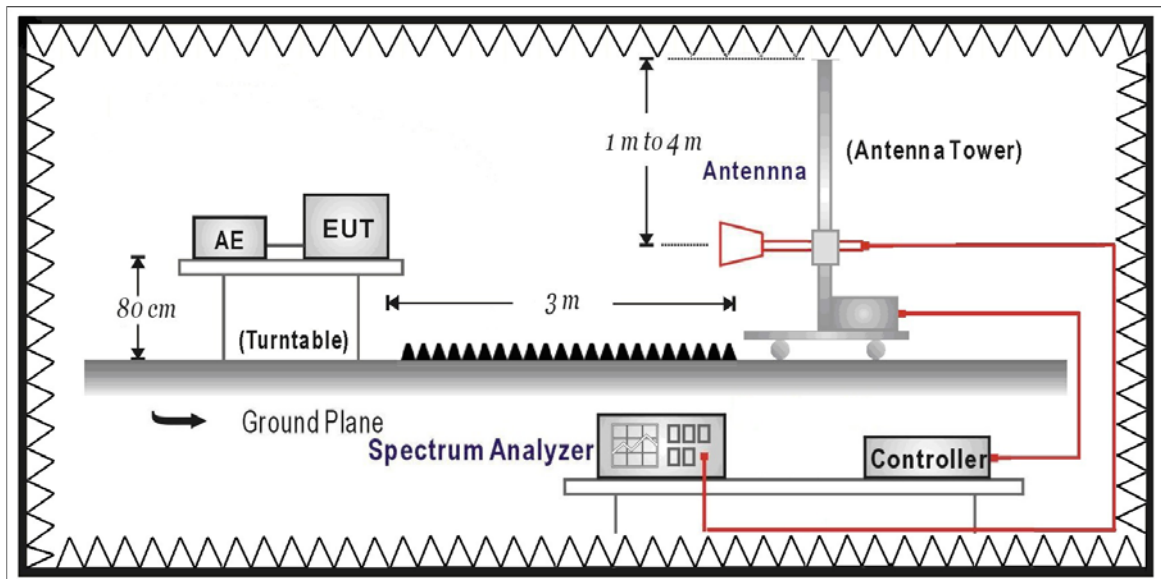 1 m to 4 m
Antennna
(Antenna Tower)
AE
EUT
80 cm
3 m
(Turntable)
Ground Plane
Spectrum Analyzer
Controller